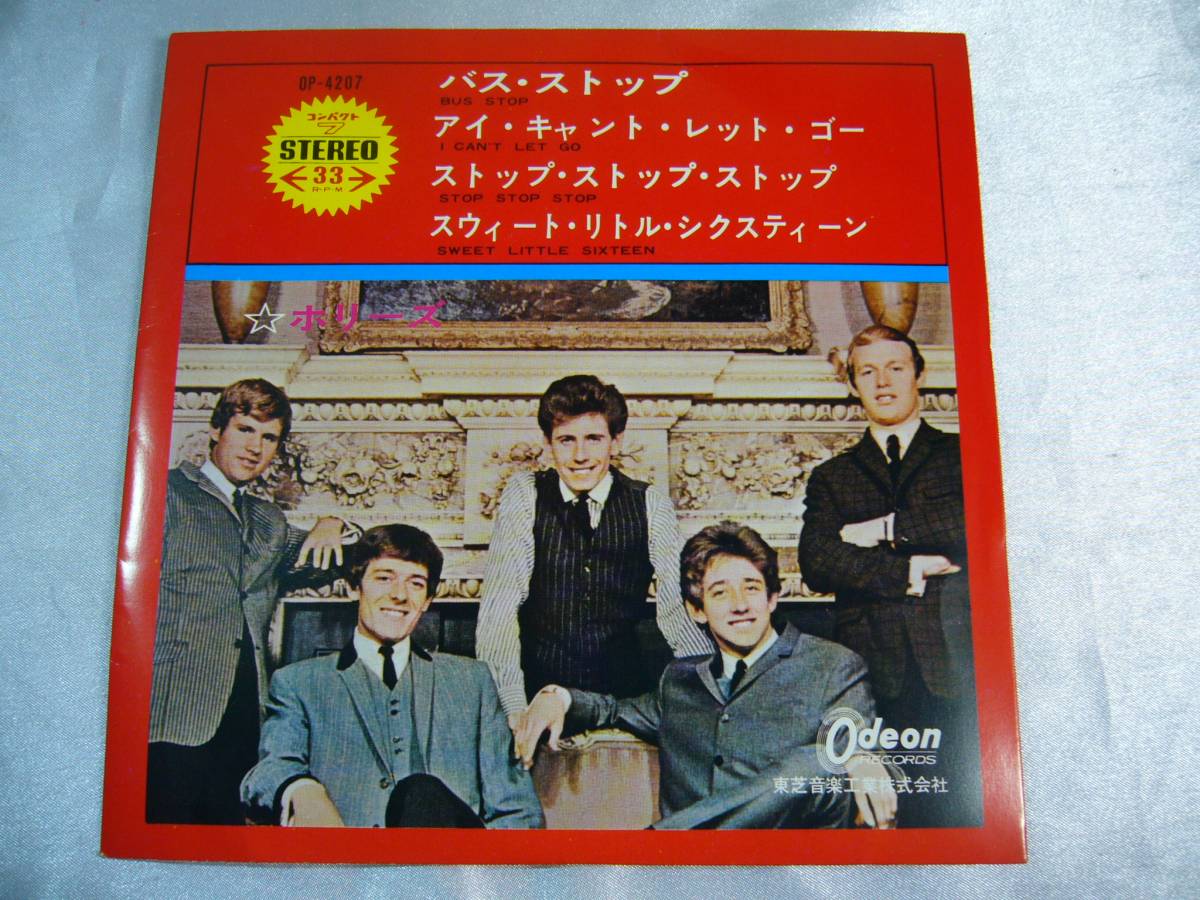 OP-4207
コンパクト
7
STEREO
33
R·P·M
バス・ストップ
BUS STOP
アイ・キャント・レット・ゴー
I CAN'T LET GO
ストップ・ストップ・ストップ
STOP STOP STOP
スウィート・リトル・シクスティーン
SWEET LITTLE SIXTEEN
☆ホリーズ
Odeon
RECORDS
東芝音楽工業株式会社